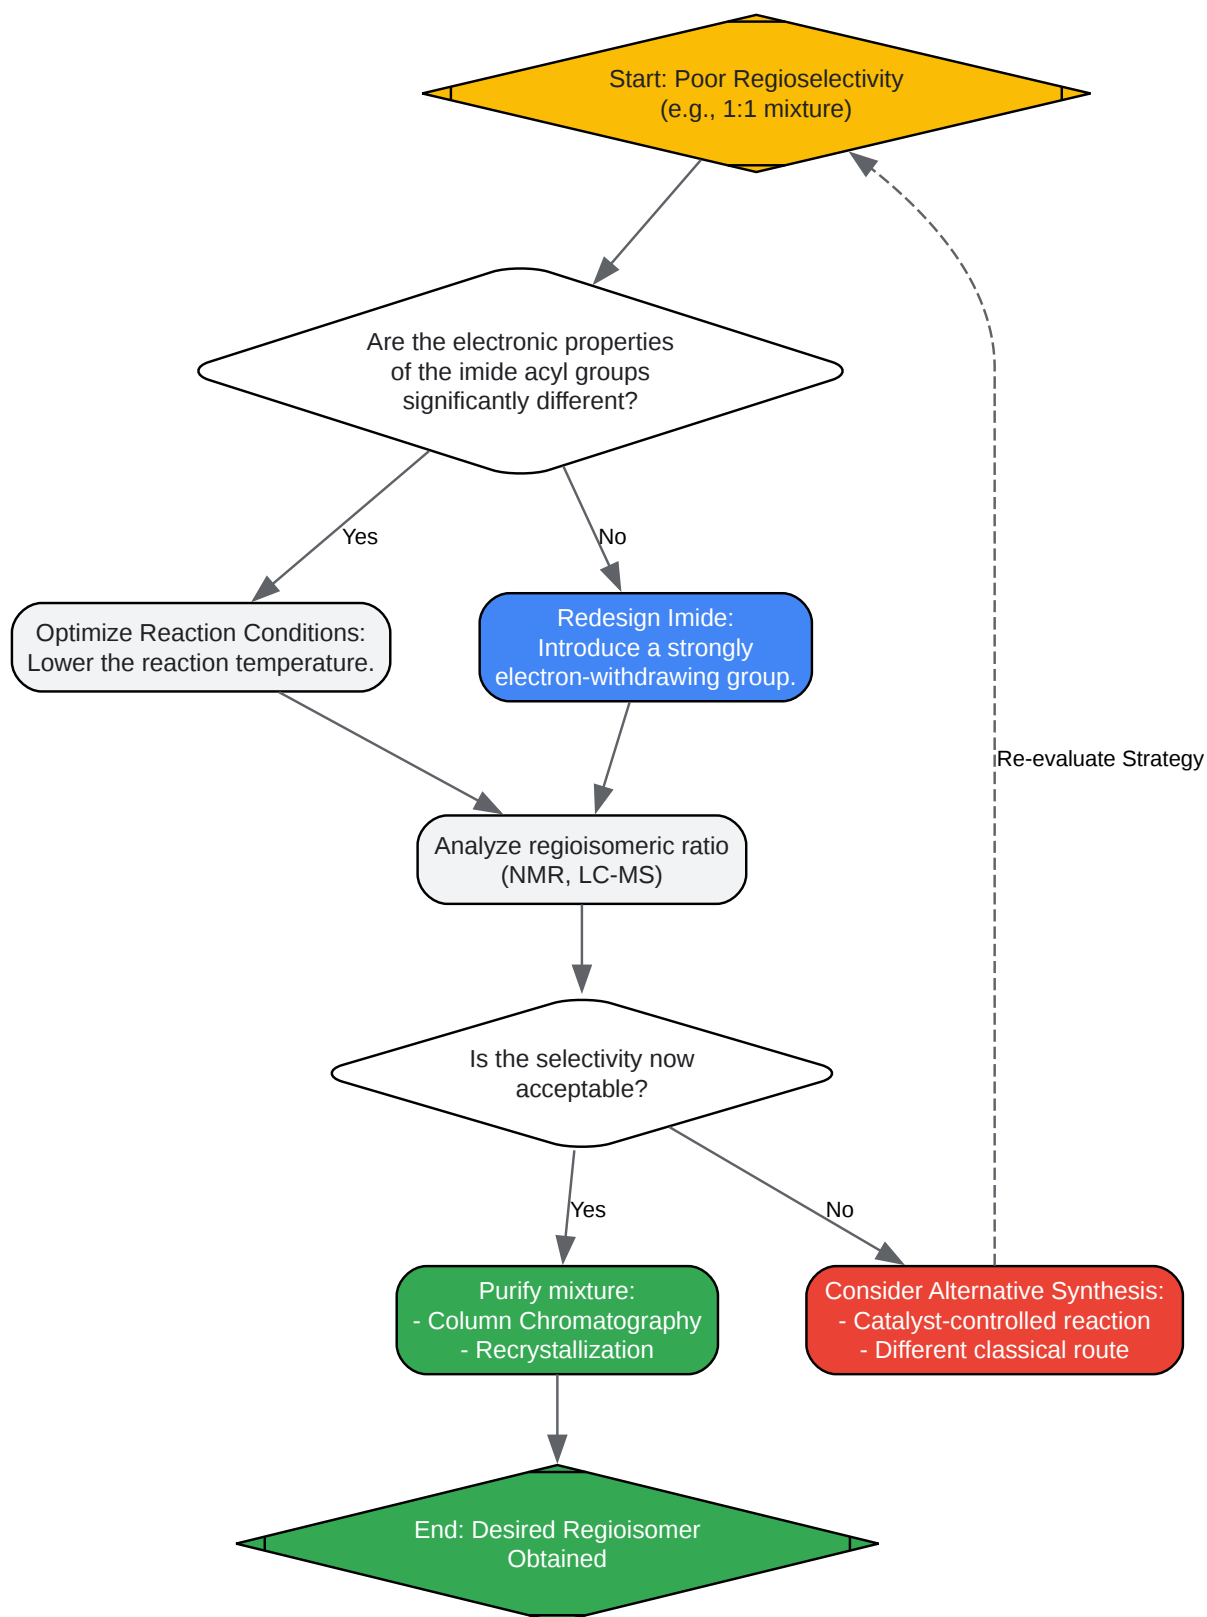 Start: Poor Regioselectivity
(e.g., 1:1 mixture)
Are the electronic properties
of the imide acyl groups
significantly different?
Yes
No
Optimize Reaction Conditions:
Lower the reaction temperature.
Redesign Imide:
Introduce a strongly
electron-withdrawing group.
Re-evaluate Strategy
Analyze regioisomeric ratio
(NMR, LC-MS)
Is the selectivity now
acceptable?
Yes
No
Purify mixture:
- Column Chromatography
- Recrystallization
Consider Alternative Synthesis:
- Catalyst-controlled reaction
- Different classical route
End: Desired Regioisomer
Obtained